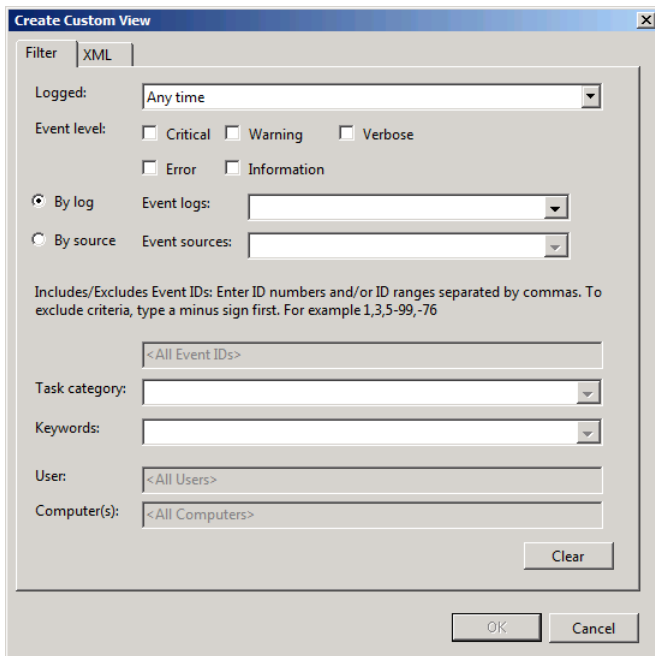 Create Custom View
Filter XML
Logged: Any time
Event level: Critical Warning Verbose
Error Information
By log Event logs:
By source Event sources:
Includes/Excludes Event IDs: Enter ID numbers and/or ID ranges separated by commas. To
exclude criteria, type a minus sign first. For example 1,3,5-99,-76
<All Event IDs>
Task category:
Keywords:
User: <All Users>
Computer(s): <All Computers>
Clear
OK Cancel